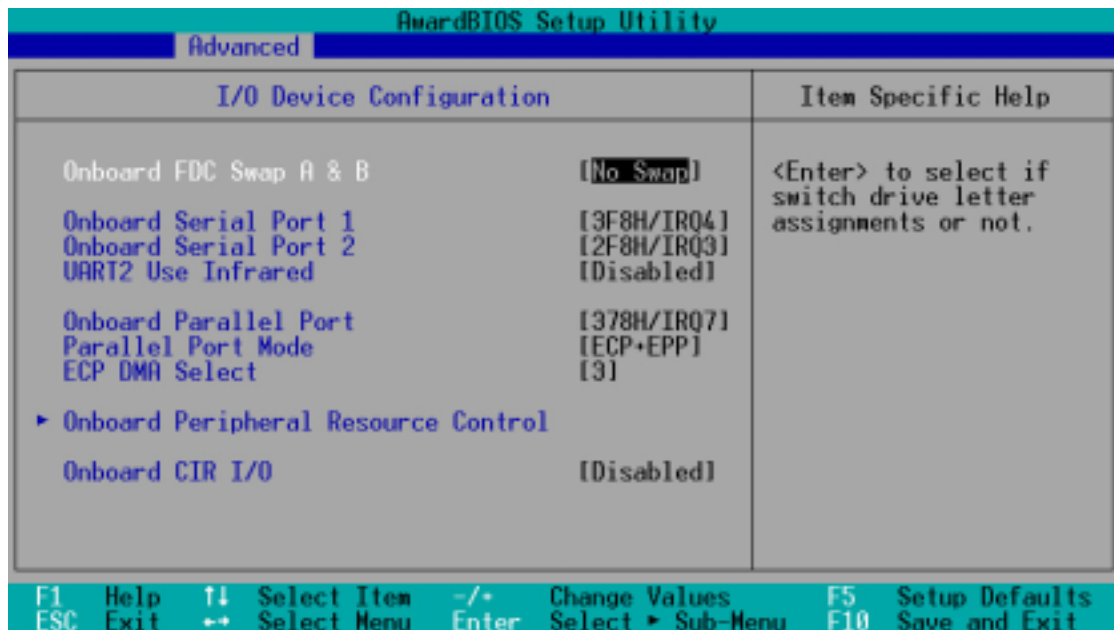 AwardBIOS Setup Utility
Advanced
I/O Device Configuration
Item Specific Help
Onboard FDC Swap A & B [No Swap]
<Enter> to select if
switch drive letter
assignments or not.
Onboard Serial Port 1 [3F8H/IRQ4]
Onboard Serial Port 2 [2F8H/IRQ3]
UART2 Use Infrared [Disabled]
Onboard Parallel Port [378H/IRQ7]
Parallel Port Mode [ECP+EPP]
ECP DMA Select [3]
► Onboard Peripheral Resource Control
Onboard CIR I/O [Disabled]
F1 Help ↑↓ Select Item -/+ Change Values F5 Setup Defaults
ESC Exit ←→ Select Menu Enter Select ► Sub-Menu F10 Save and Exit